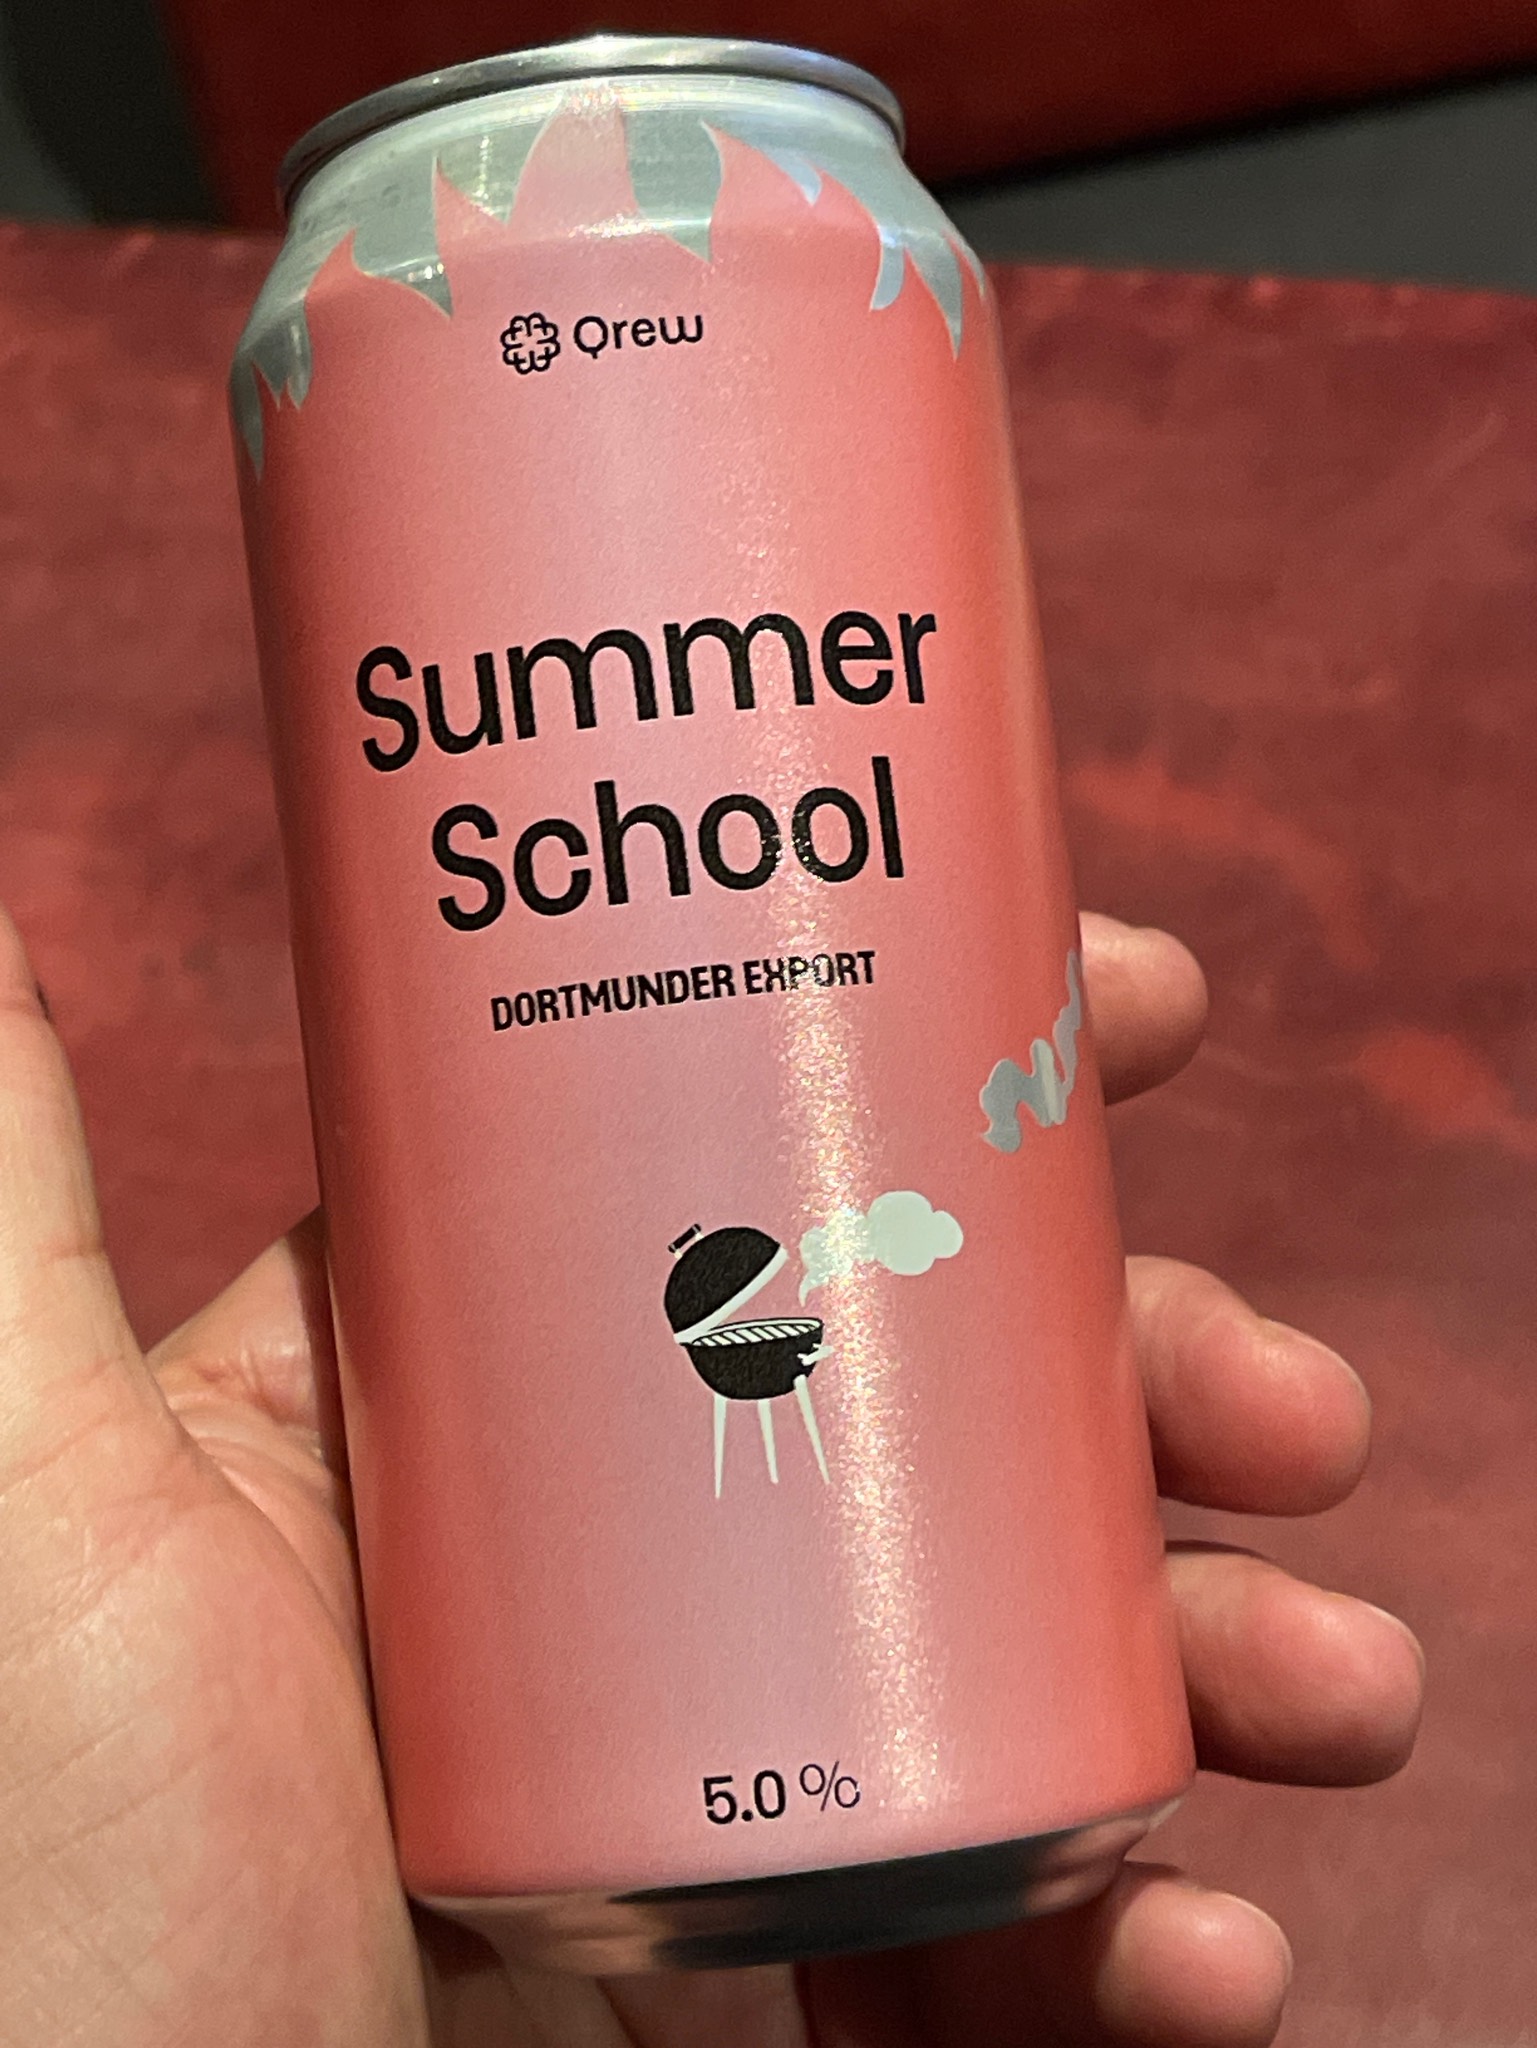 Qrew
Summer
School
DORTMUNDER EXPORT
5.0 %